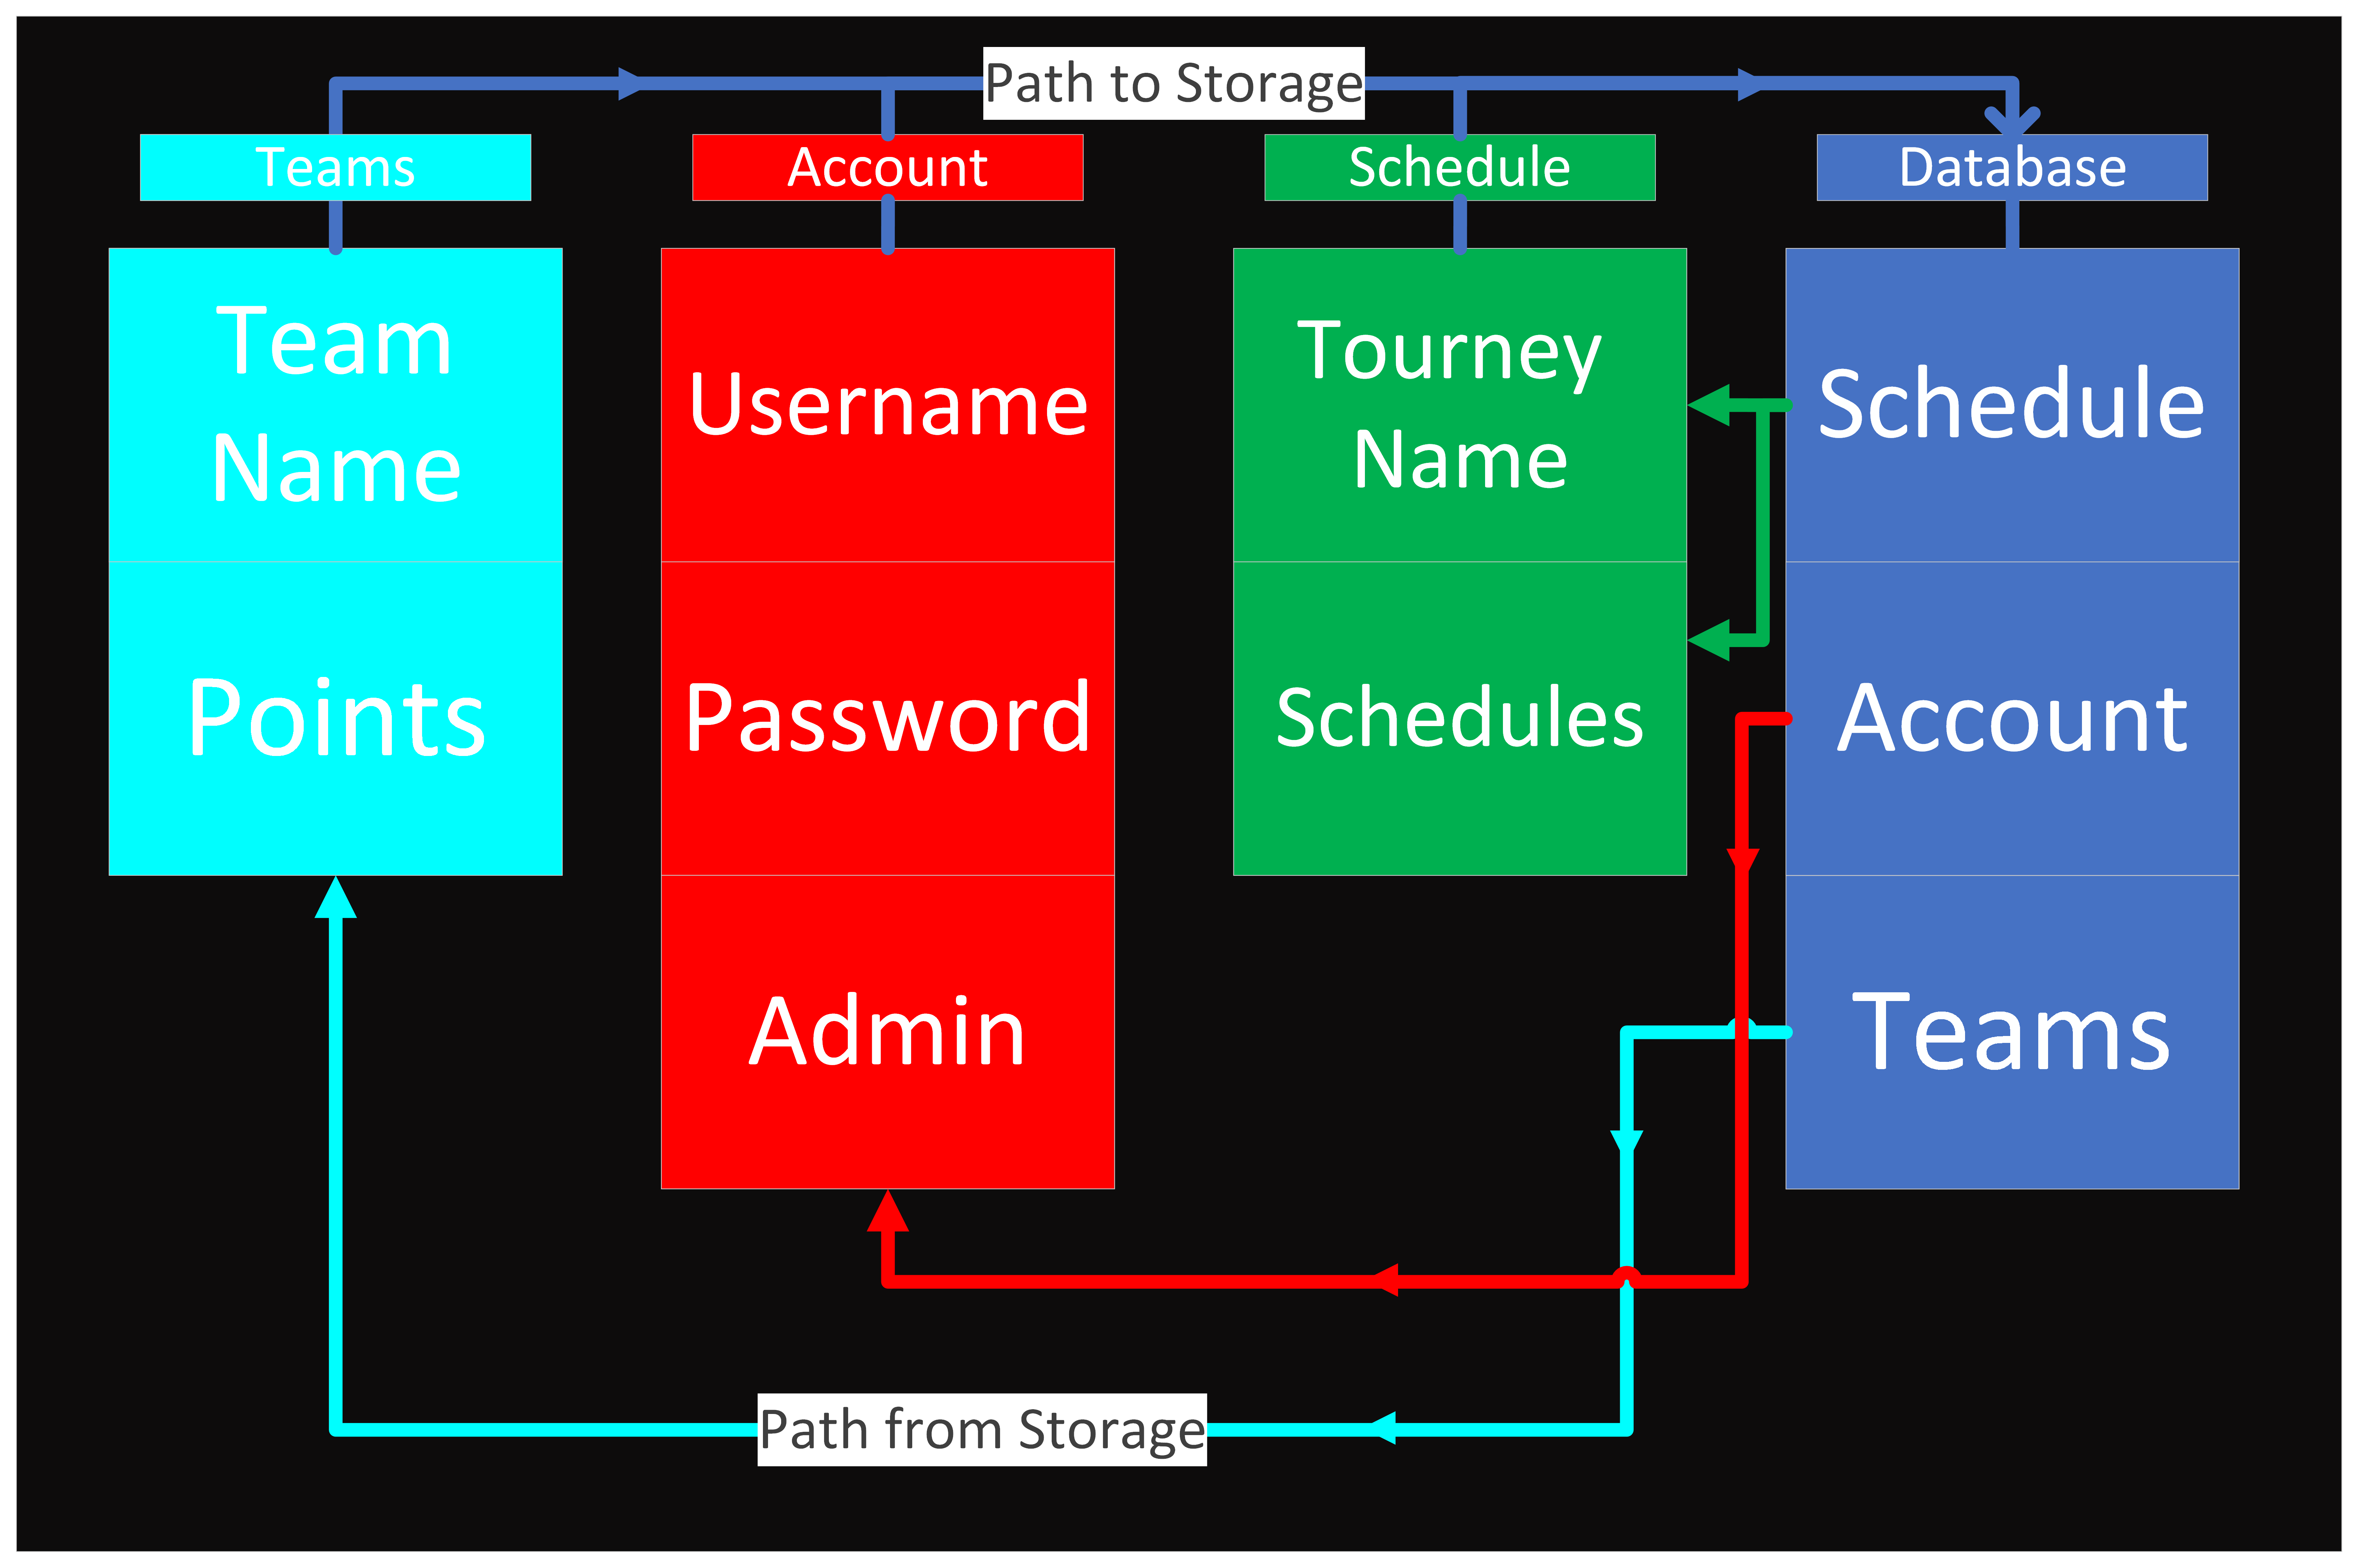 Path to Storage
Teams
Account
Schedule
Database
Team
Name
Points
Username
Password
Admin
Tourney
Name
Schedules
Schedule
Account
Teams
Path from Storage